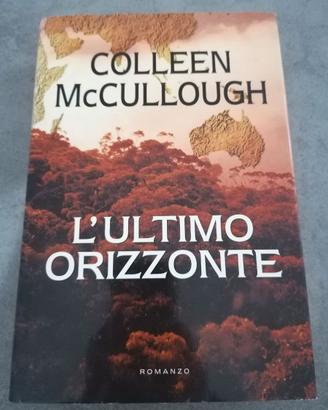 COLLEEN
McCULLOUGH
L'ULTIMO
ORIZZONTE
ROMANZO